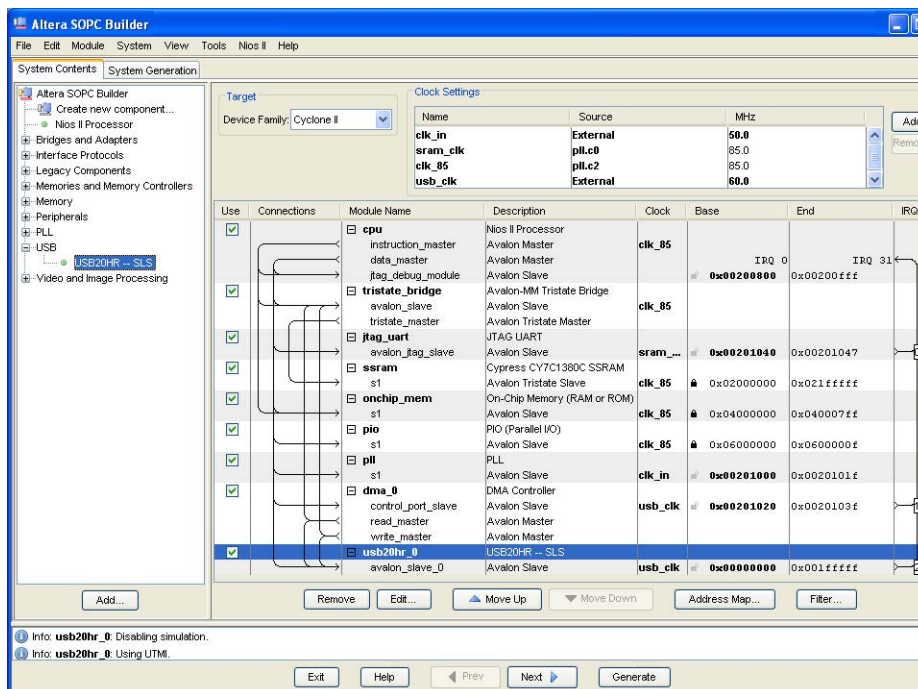 Altera SOPC Builder
File Edit Module System View Tools Nios II Help
System Contents System Generation
Altera SOPC Builder
Create new component...
Nios II Processor
Bridges and Adapters
Interface Protocols
Legacy Components
Memories and Memory Controllers
Memory
Peripherals
PLL
USB
USB20HR -- SLS
Video and Image Processing
Add...
Target
Device Family: Cyclone II
Clock Settings
Name Source MHz
clk_in External 50.0
sram_clk pll.c0 85.0
clk_85 pll.c2 85.0
usb_clk External 60.0
Add
Remo
Use Connections Module Name Description Clock Base End IRQ
cpu Nios II Processor
instruction_master Avalon Master clk_85
data_master Avalon Master IRQ 0 IRQ 31
jtag_debug_module Avalon Slave 0x00200800 0x00200fff
tristate_bridge Avalon-MM Tristate Bridge
avalon_slave Avalon Slave clk_85
tristate_master Avalon Tristate Master
jtag_uart JTAG UART
avalon_jtag_slave Avalon Slave sram_... 0x00201040 0x00201047
ssram Cypress CY7C1380C SSRAM
s1 Avalon Tristate Slave clk_85 0x02000000 0x021fffff
onchip_mem On-Chip Memory (RAM or ROM)
s1 Avalon Slave clk_85 0x04000000 0x040007ff
pio PIO (Parallel I/O)
s1 Avalon Slave clk_85 0x06000000 0x0600000f
pll PLL
s1 Avalon Slave clk_in 0x00201000 0x0020101f
dma_0 DMA Controller
control_port_slave Avalon Slave usb_clk 0x00201020 0x0020103f
read_master Avalon Master
write_master Avalon Master
usb20hr_0 USB20HR -- SLS
avalon_slave_0 Avalon Slave usb_clk 0x00000000 0x001fffff
Remove Edit... Move Up Move Down Address Map... Filter...
Info: usb20hr_0: Disabling simulation.
Info: usb20hr_0: Using UTMI.
Exit Help Prev Next Generate